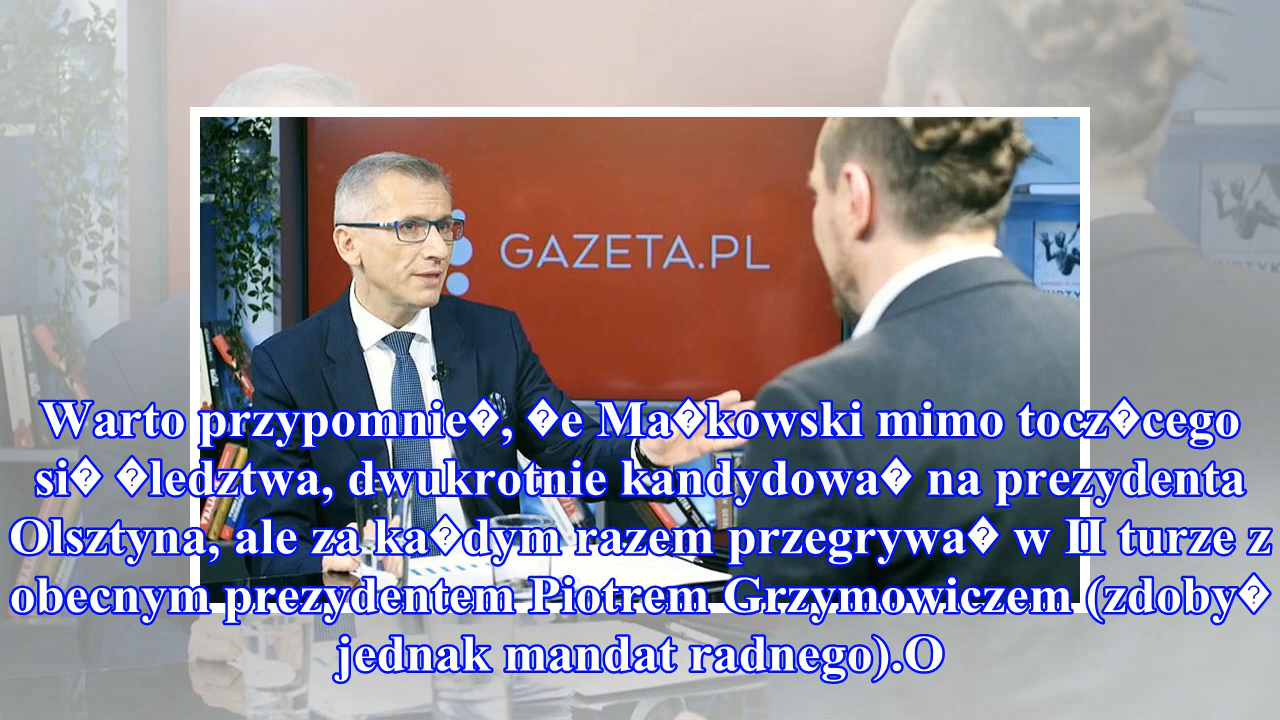 GAZETA.PL
Warto przypomnie�, �e Ma�kowski mimo tocz�cego
si� �ledztwa, dwukrotnie kandydowa� na prezydenta
Olsztyna, ale za ka�dym razem przegrywa� w II turze z
obecnym prezydentem Piotrem Grzymowiczem (zdoby�
jednak mandat radnego).O